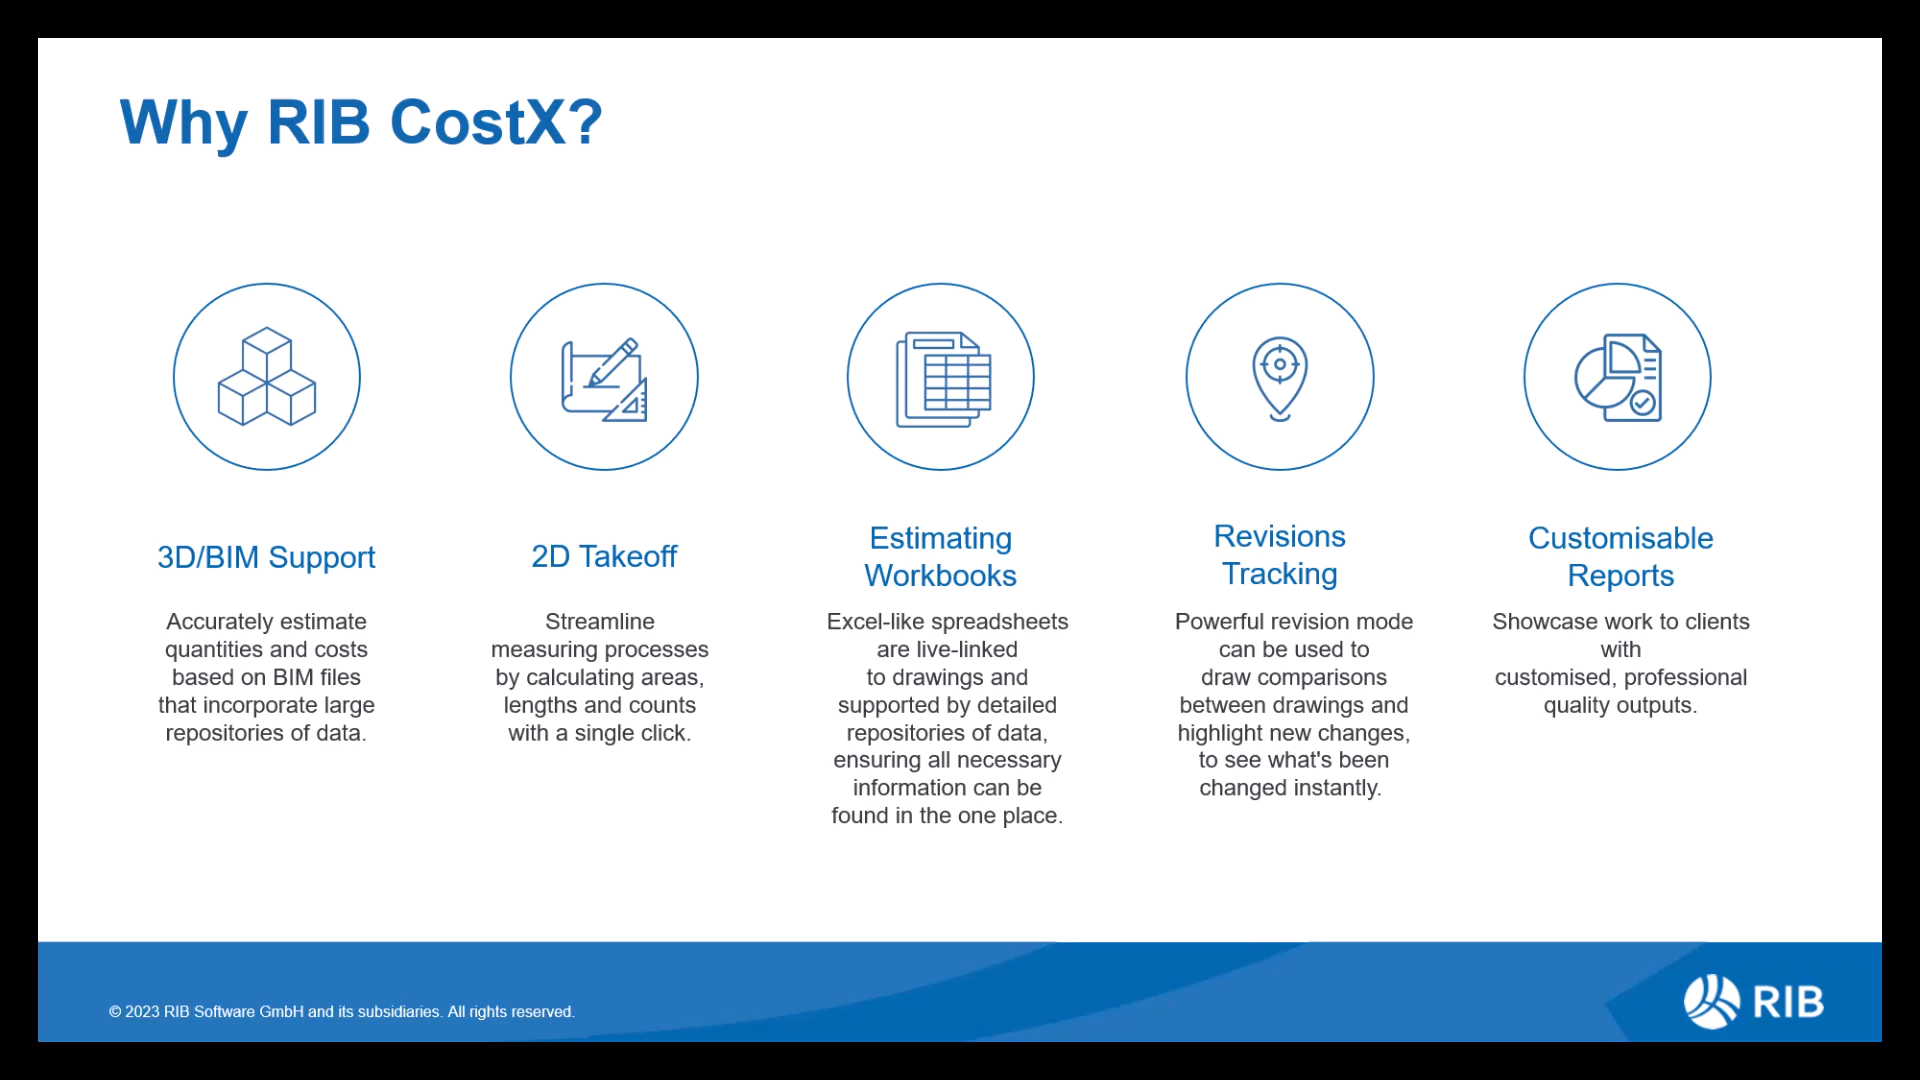 Why RIB CostX?
3D/BIM Support
Accurately estimate
quantities and costs
based on BIM files
that incorporate large
repositories of data.
2D Takeoff
Streamline
measuring processes
by calculating areas,
lengths and counts
with a single click.
Estimating
Workbooks
Excel-like spreadsheets
are live-linked
to drawings and
supported by detailed
repositories of data,
ensuring all necessary
information can be
found in the one place.
Revisions
Tracking
Powerful revision mode
can be used to
draw comparisons
between drawings and
highlight new changes,
to see what's been
changed instantly.
Customisable
Reports
Showcase work to clients
with
customised, professional
quality outputs.
© 2023 RIB Software GmbH and its subsidiaries. All rights reserved.
RIB